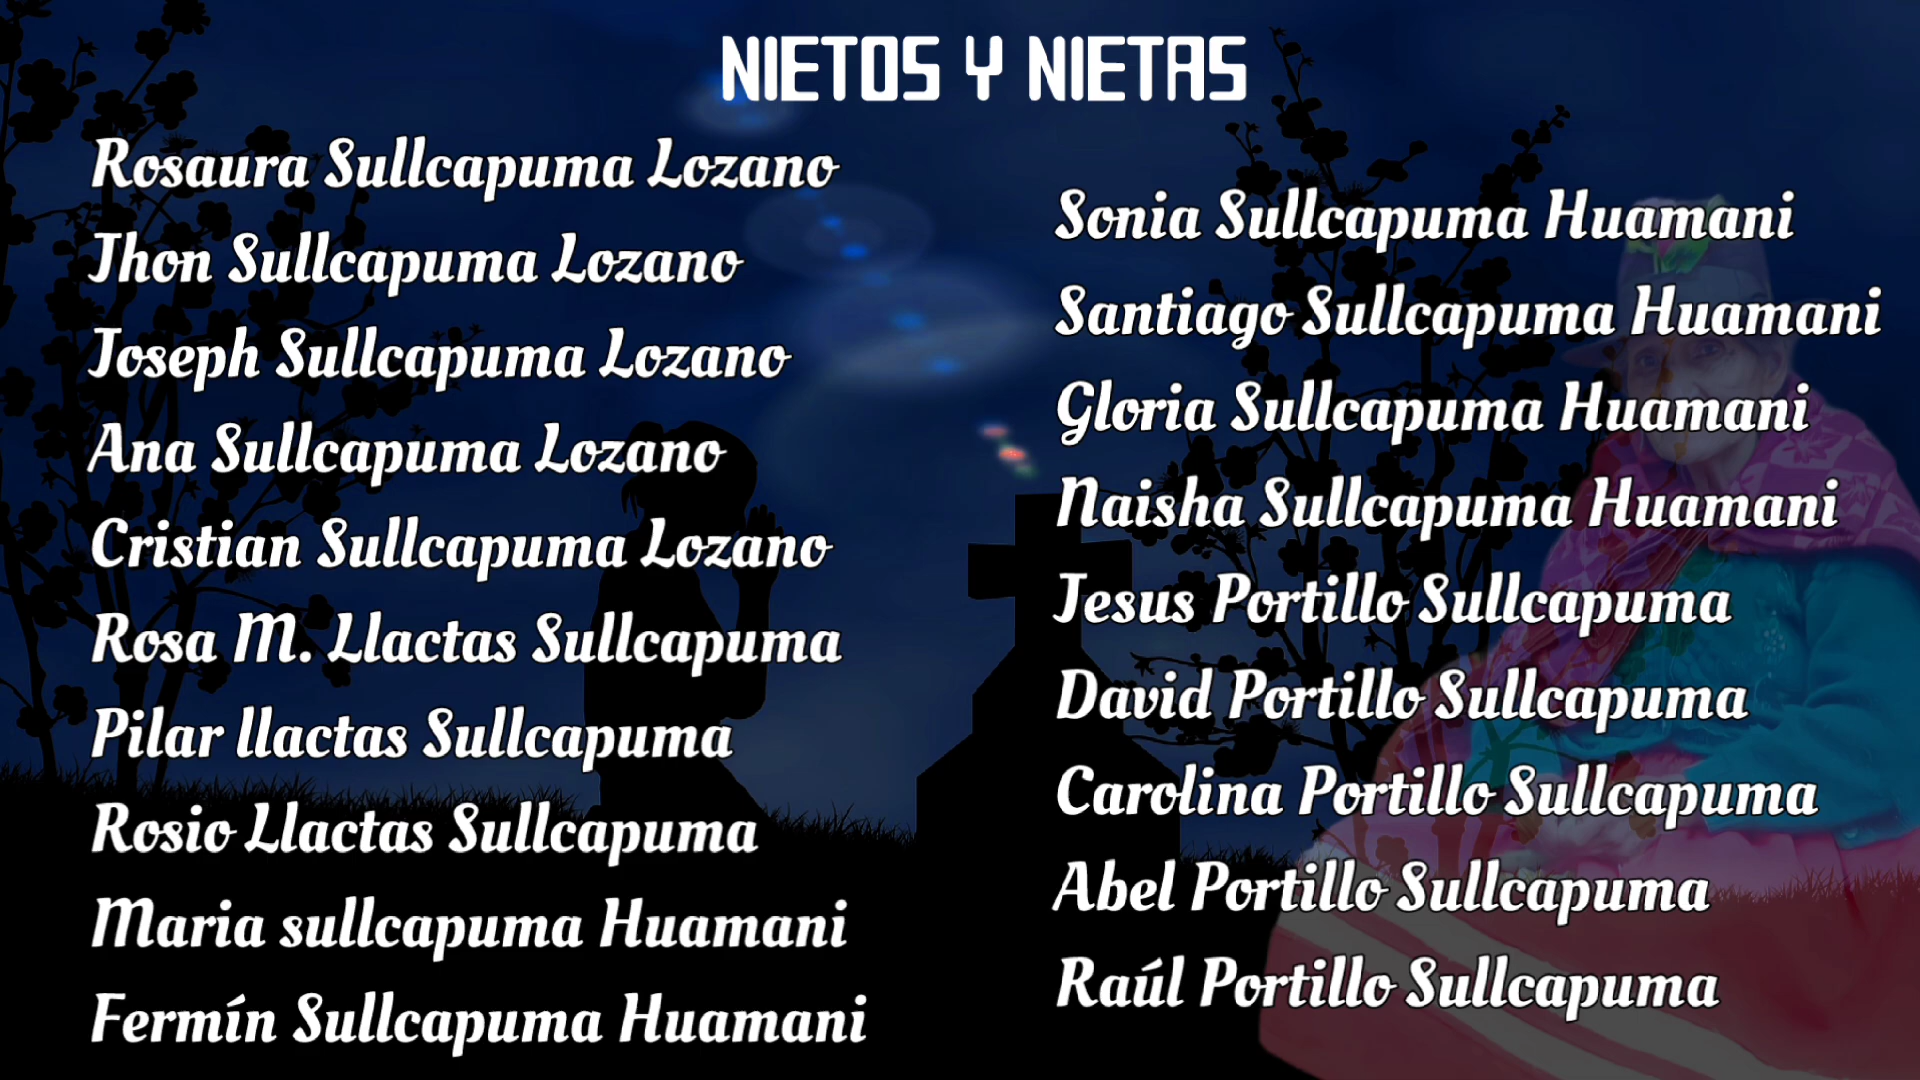 NIETOS Y NIETAS
Rosaura Sullcapuma Lozano
Jhon Sullcapuma Lozano
Joseph Sullcapuma Lozano
Ana Sullcapuma Lozano
Cristian Sullcapuma Lozano
Rosa M. Llactas Sullcapuma
Pilar llactas Sullcapuma
Rosio Llactas Sullcapuma
Maria sullcapuma Huamani
Fermín Sullcapuma Huamani
Sonia Sullcapuma Huamani
Santiago Sullcapuma Huamani
Gloria Sullcapuma Huamani
Naisha Sullcapuma Huamani
Jesus Portillo Sullcapuma
David Portillo Sullcapuma
Carolina Portillo Sullcapuma
Abel Portillo Sullcapuma
Raúl Portillo Sullcapuma